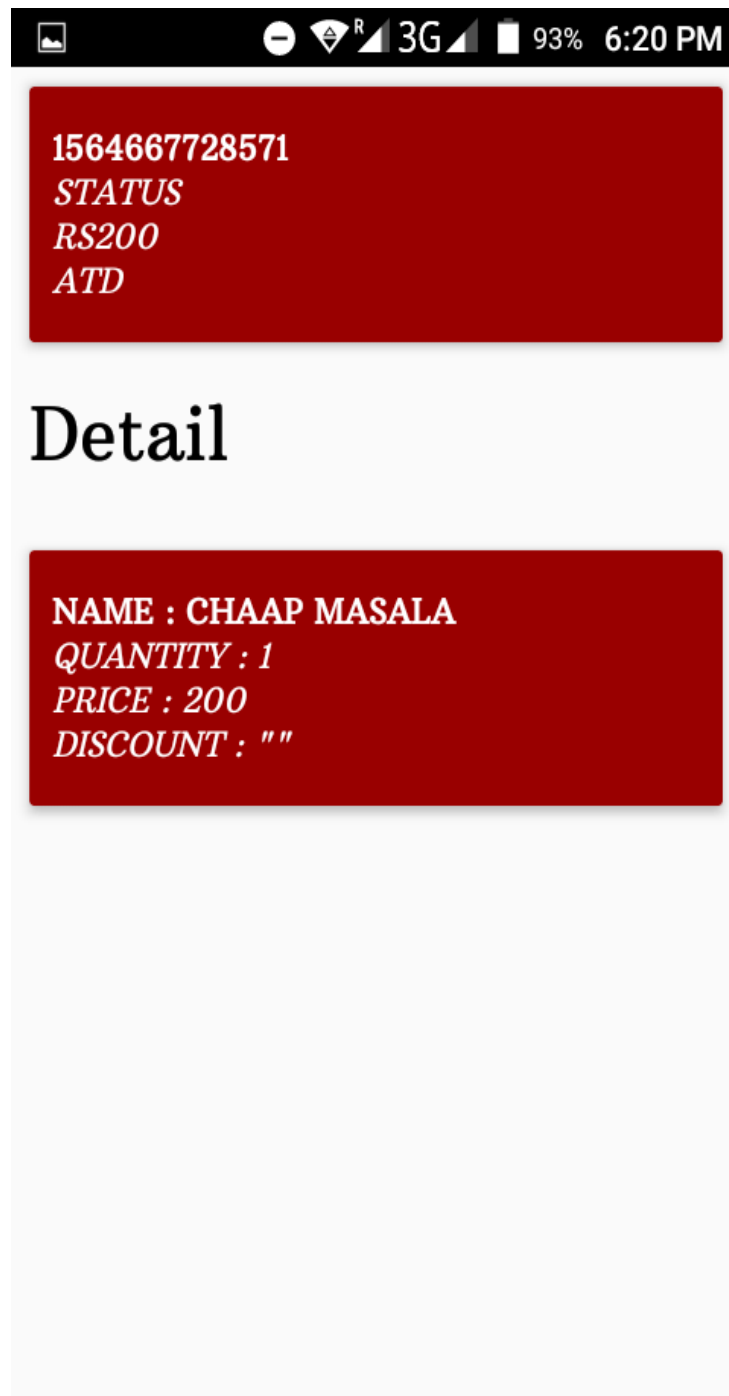 R 3G 93% 6:20 PM
1564667728571
STATUS
RS200
ATD
Detail
NAME : CHAAP MASALA
QUANTITY : 1
PRICE : 200
DISCOUNT : ""